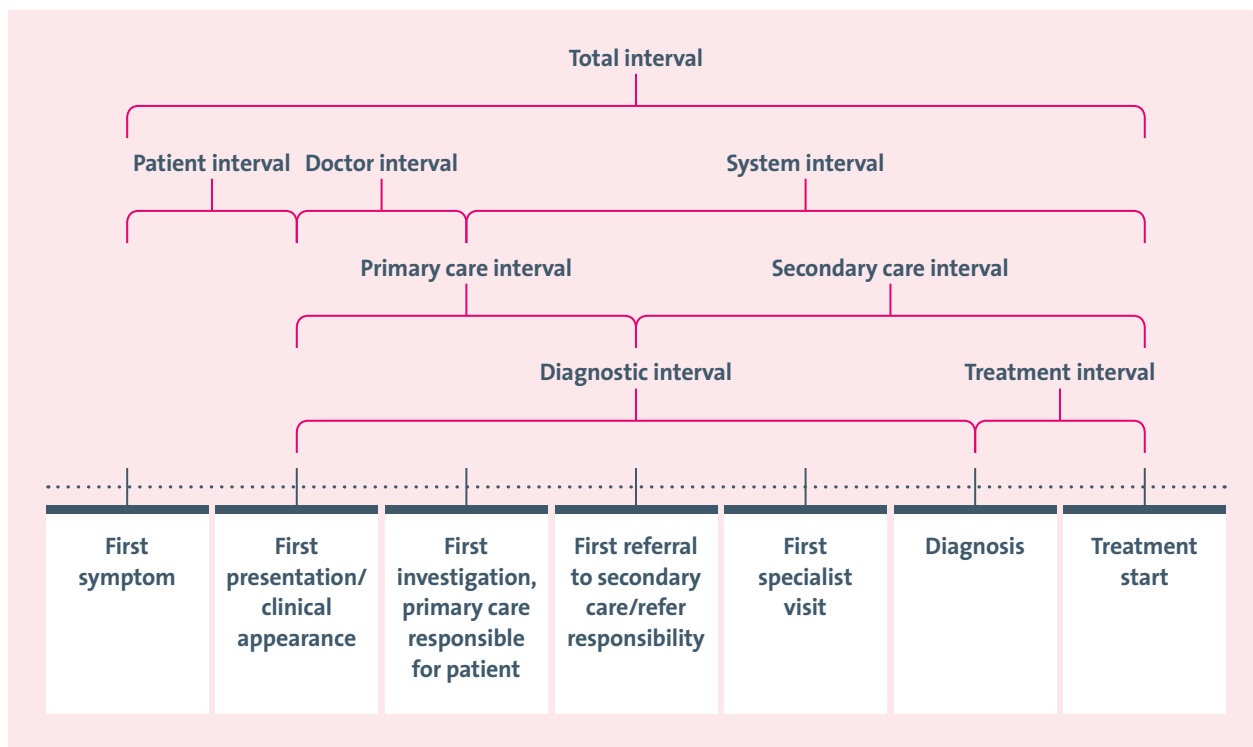 Total interval
Patient interval Doctor interval System interval
Primary care interval Secondary care interval
Diagnostic interval Treatment interval
First
symptom
First
presentation/
clinical
appearance
First
investigation,
primary care
responsible
for patient
First referral
to secondary
care/refer
responsibility
First
specialist
visit
Diagnosis
Treatment
start